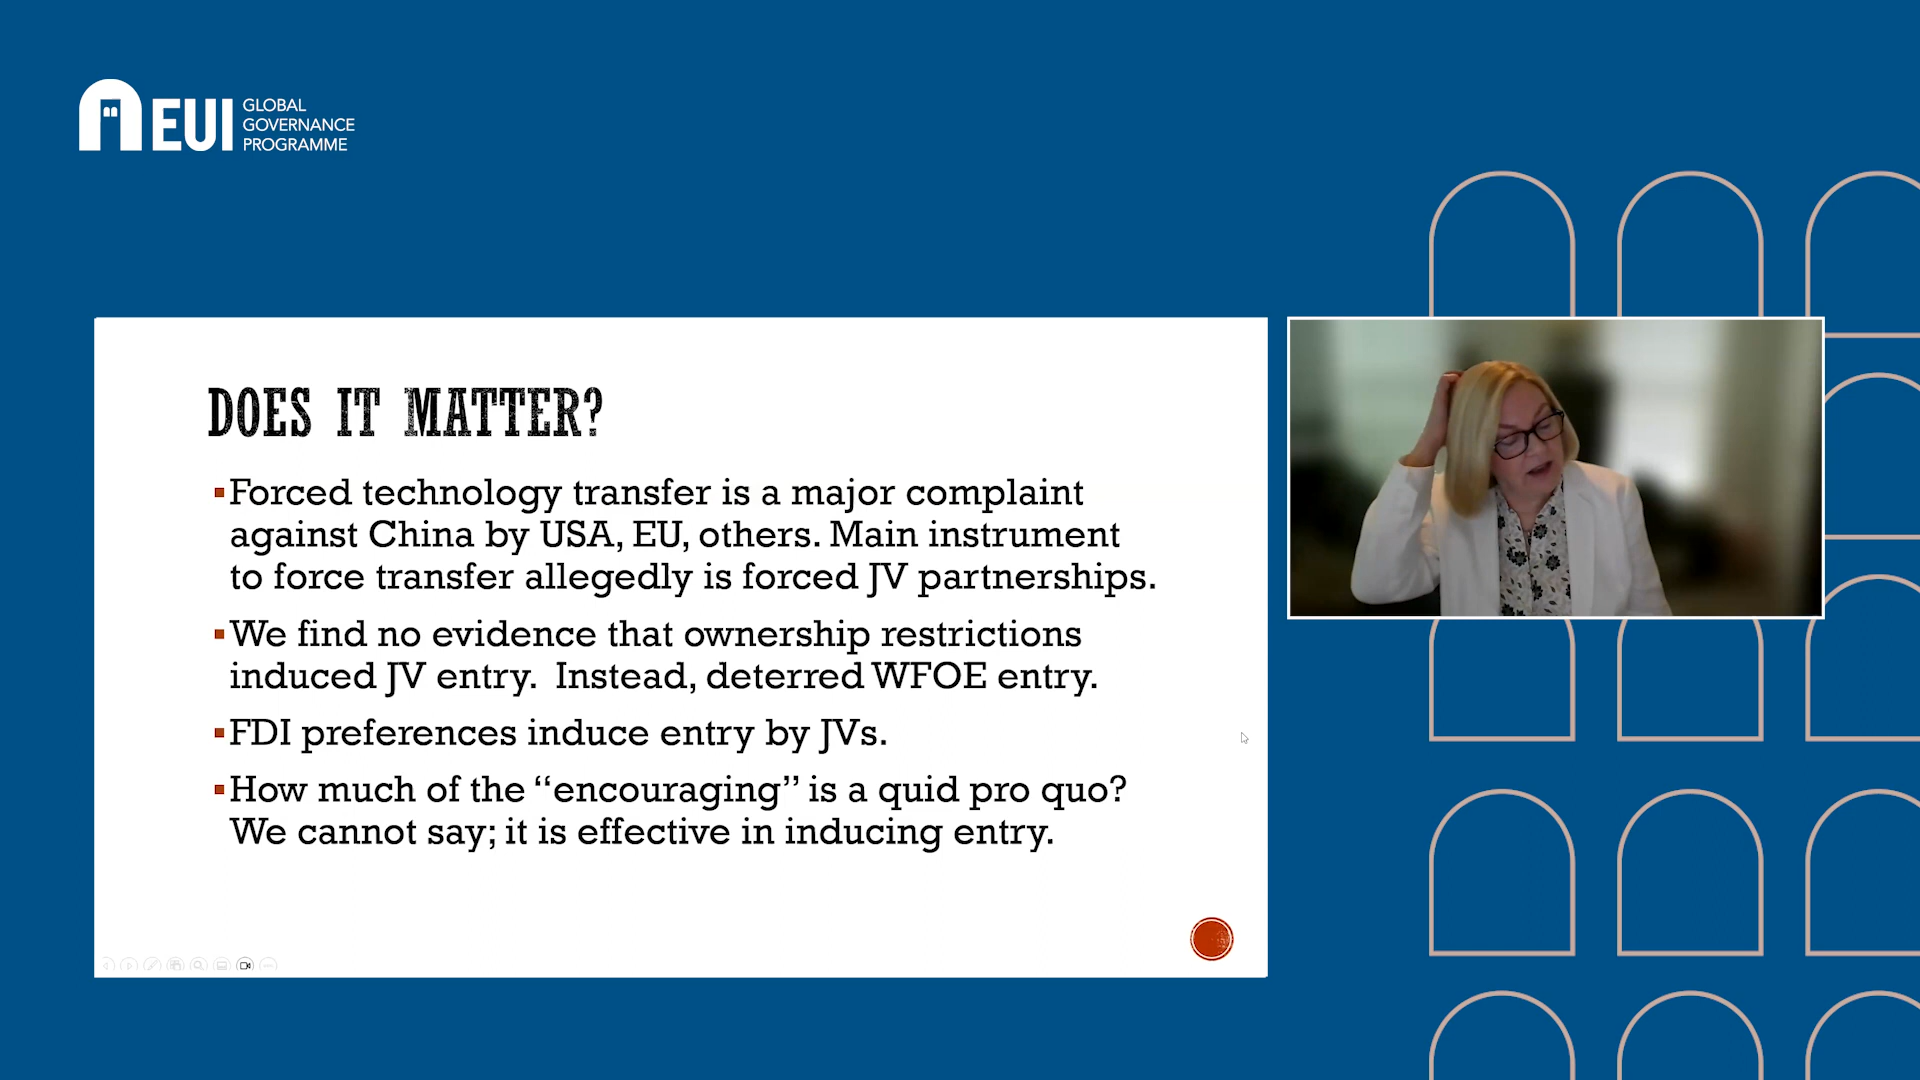 EUI
GLOBAL
GOVERNANCE
PROGRAMME
DOES IT MATTER?
▪Forced technology transfer is a major complaint
against China by USA, EU, others. Main instrument
to force transfer allegedly is forced JV partnerships.
▪We find no evidence that ownership restrictions
induced JV entry. Instead, deterred WFOE entry.
▪FDI preferences induce entry by JVs.
▪How much of the “encouraging” is a quid pro quo?
We cannot say; it is effective in inducing entry.